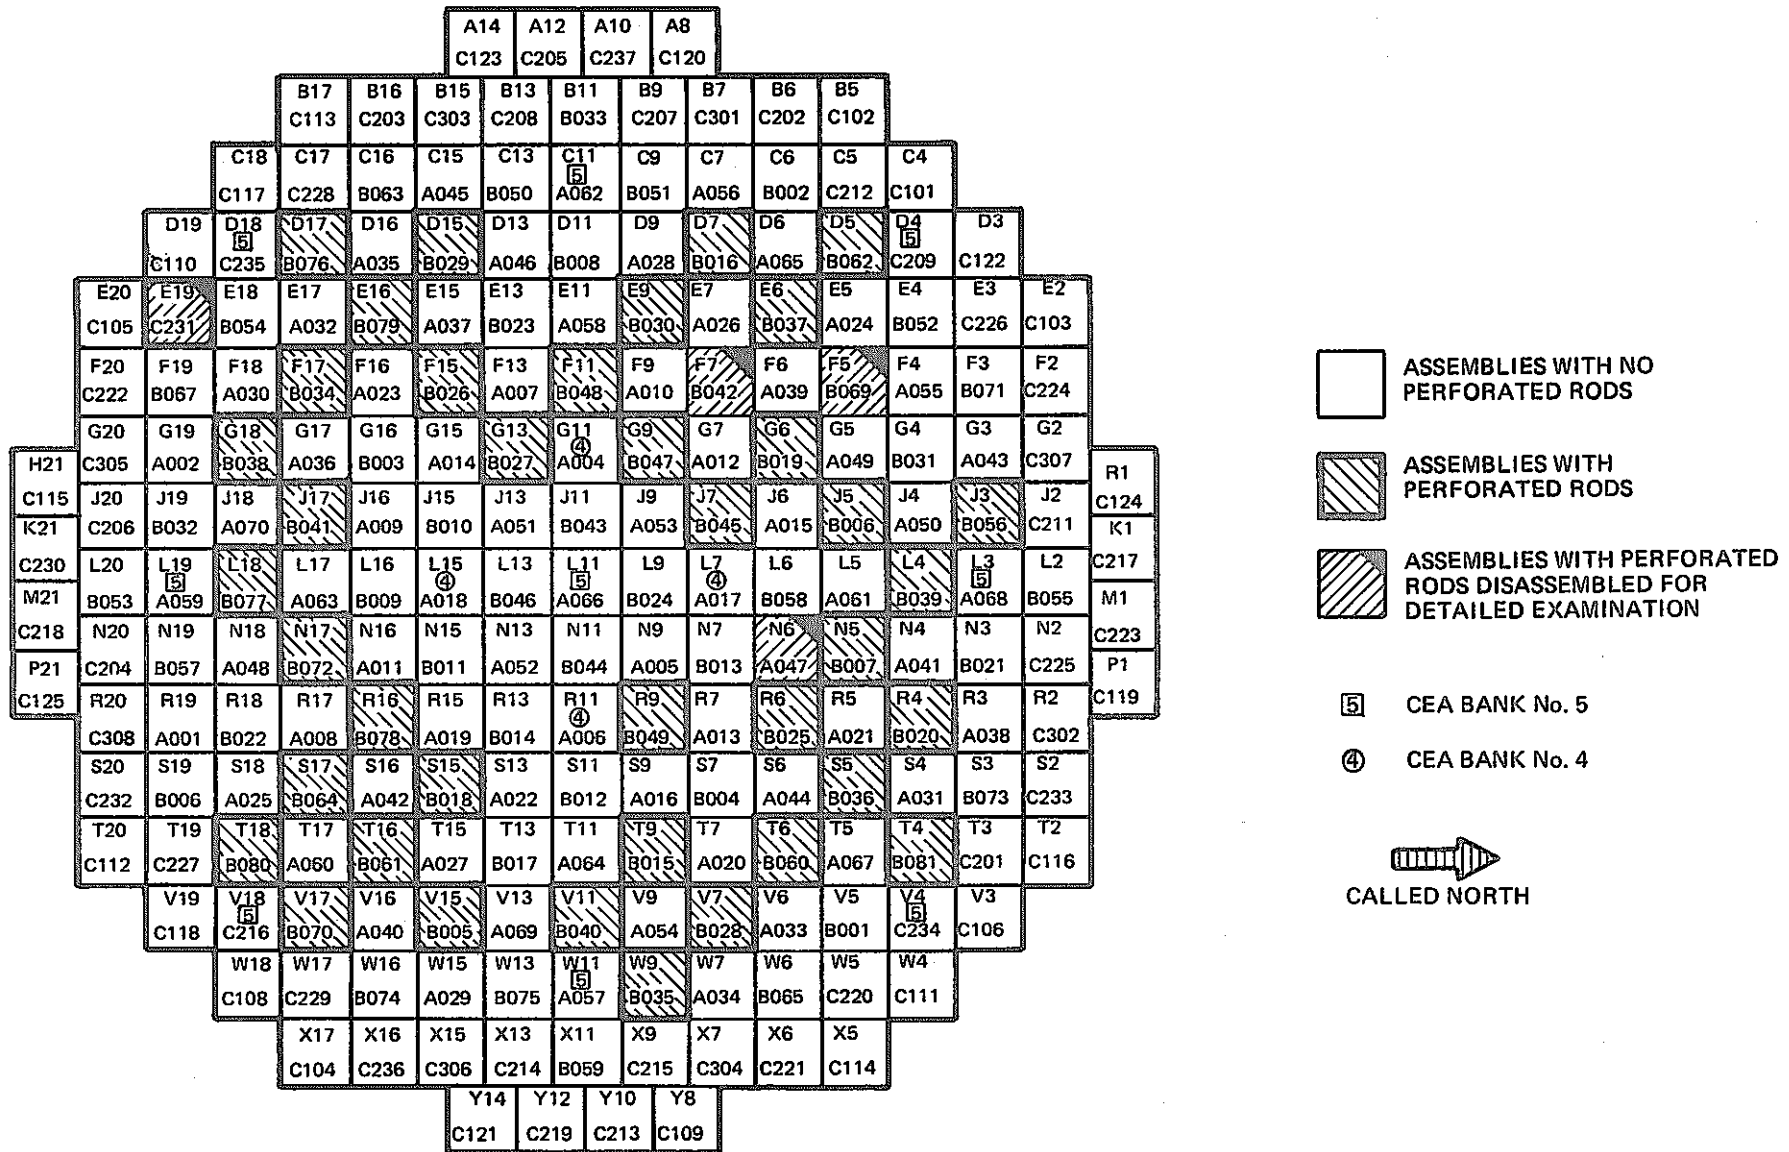 A14 A12 A10 A8
C123 C205 C237 C120
B17 B16 B15 B13 B11 B9 B7 B6 B5
C113 C203 C303 C208 B033 C207 C301 C202 C102
C18 C17 C16 C15 C13 C11 C9 C7 C6 C5 C4
5
C117 C228 B063 A045 B050 A062 B051 A056 B002 C212 C101
D19 D18 D17 D16 D15 D13 D11 D9 D7 D6 D5 D4 D3
5 5
C110 C235 B076 A035 B029 A046 B008 A028 B016 A065 B062 C209 C122
E20 E19 E18 E17 E16 E15 E13 E11 E9 E7 E6 E5 E4 E3 E2
C105 C231 B054 A032 B079 A037 B023 A058 B030 A026 B037 A024 B052 C226 C103
F20 F19 F18 F17 F16 F15 F13 F11 F9 F7 F6 F5 F4 F3 F2
C222 B067 A030 B034 A023 B026 A007 B048 A010 B042 A039 B069 A055 B071 C224
G20 G19 G18 G17 G16 G15 G13 G11 G9 G7 G6 G5 G4 G3 G2
4
C305 A002 B038 A036 B003 A014 B027 A004 B047 A012 B019 A049 B031 A043 C307
H21 R1
C115 C124
J20 J19 J18 J17 J16 J15 J13 J11 J9 J7 J6 J5 J4 J3 J2
C206 B032 A070 B041 A009 B010 A051 B043 A053 B045 A015 B006 A050 B056 C211
K21 K1
C230 C217
L20 L19 L18 L17 L16 L15 L13 L11 L9 L7 L6 L5 L4 L3 L2
5 4 5 4 5
B053 A059 B077 A063 B009 A018 B046 A066 B024 A017 B058 A061 B039 A068 B055
M21 M1
C218 C223
N20 N19 N18 N17 N16 N15 N13 N11 N9 N7 N6 N5 N4 N3 N2
C204 B057 A048 B072 A011 B011 A052 B044 A005 B013 A047 B007 A041 B021 C225
P21 P1
C125 C119
R20 R19 R18 R17 R16 R15 R13 R11 R9 R7 R6 R5 R4 R3 R2
4
C308 A001 B022 A008 B078 A019 B014 A006 B049 A013 B025 A021 B020 A038 C302
S20 S19 S18 S17 S16 S15 S13 S11 S9 S7 S6 S5 S4 S3 S2
C232 B006 A025 B064 A042 B018 A022 B012 A016 B004 A044 B036 A031 B073 C233
T20 T19 T18 T17 T16 T15 T13 T11 T9 T7 T6 T5 T4 T3 T2
C112 C227 B080 A060 B061 A027 B017 A064 B015 A020 B060 A067 B081 C201 C116
V19 V18 V17 V16 V15 V13 V11 V9 V7 V6 V5 V4 V3
5 5
C118 C216 B070 A040 B005 A069 B040 A054 B028 A033 B001 C234 C106
W18 W17 W16 W15 W13 W11 W9 W7 W6 W5 W4
5
C108 C229 B074 A029 B075 A057 B035 A034 B065 C220 C111
X17 X16 X15 X13 X11 X9 X7 X6 X5
C104 C236 C306 C214 B059 C215 C304 C221 C114
Y14 Y12 Y10 Y8
C121 C219 C213 C109
ASSEMBLIES WITH NO
PERFORATED RODS
ASSEMBLIES WITH
PERFORATED RODS
ASSEMBLIES WITH PERFORATED
RODS DISASSEMBLED FOR
DETAILED EXAMINATION
5 CEA BANK No. 5
4 CEA BANK No. 4
CALLED NORTH